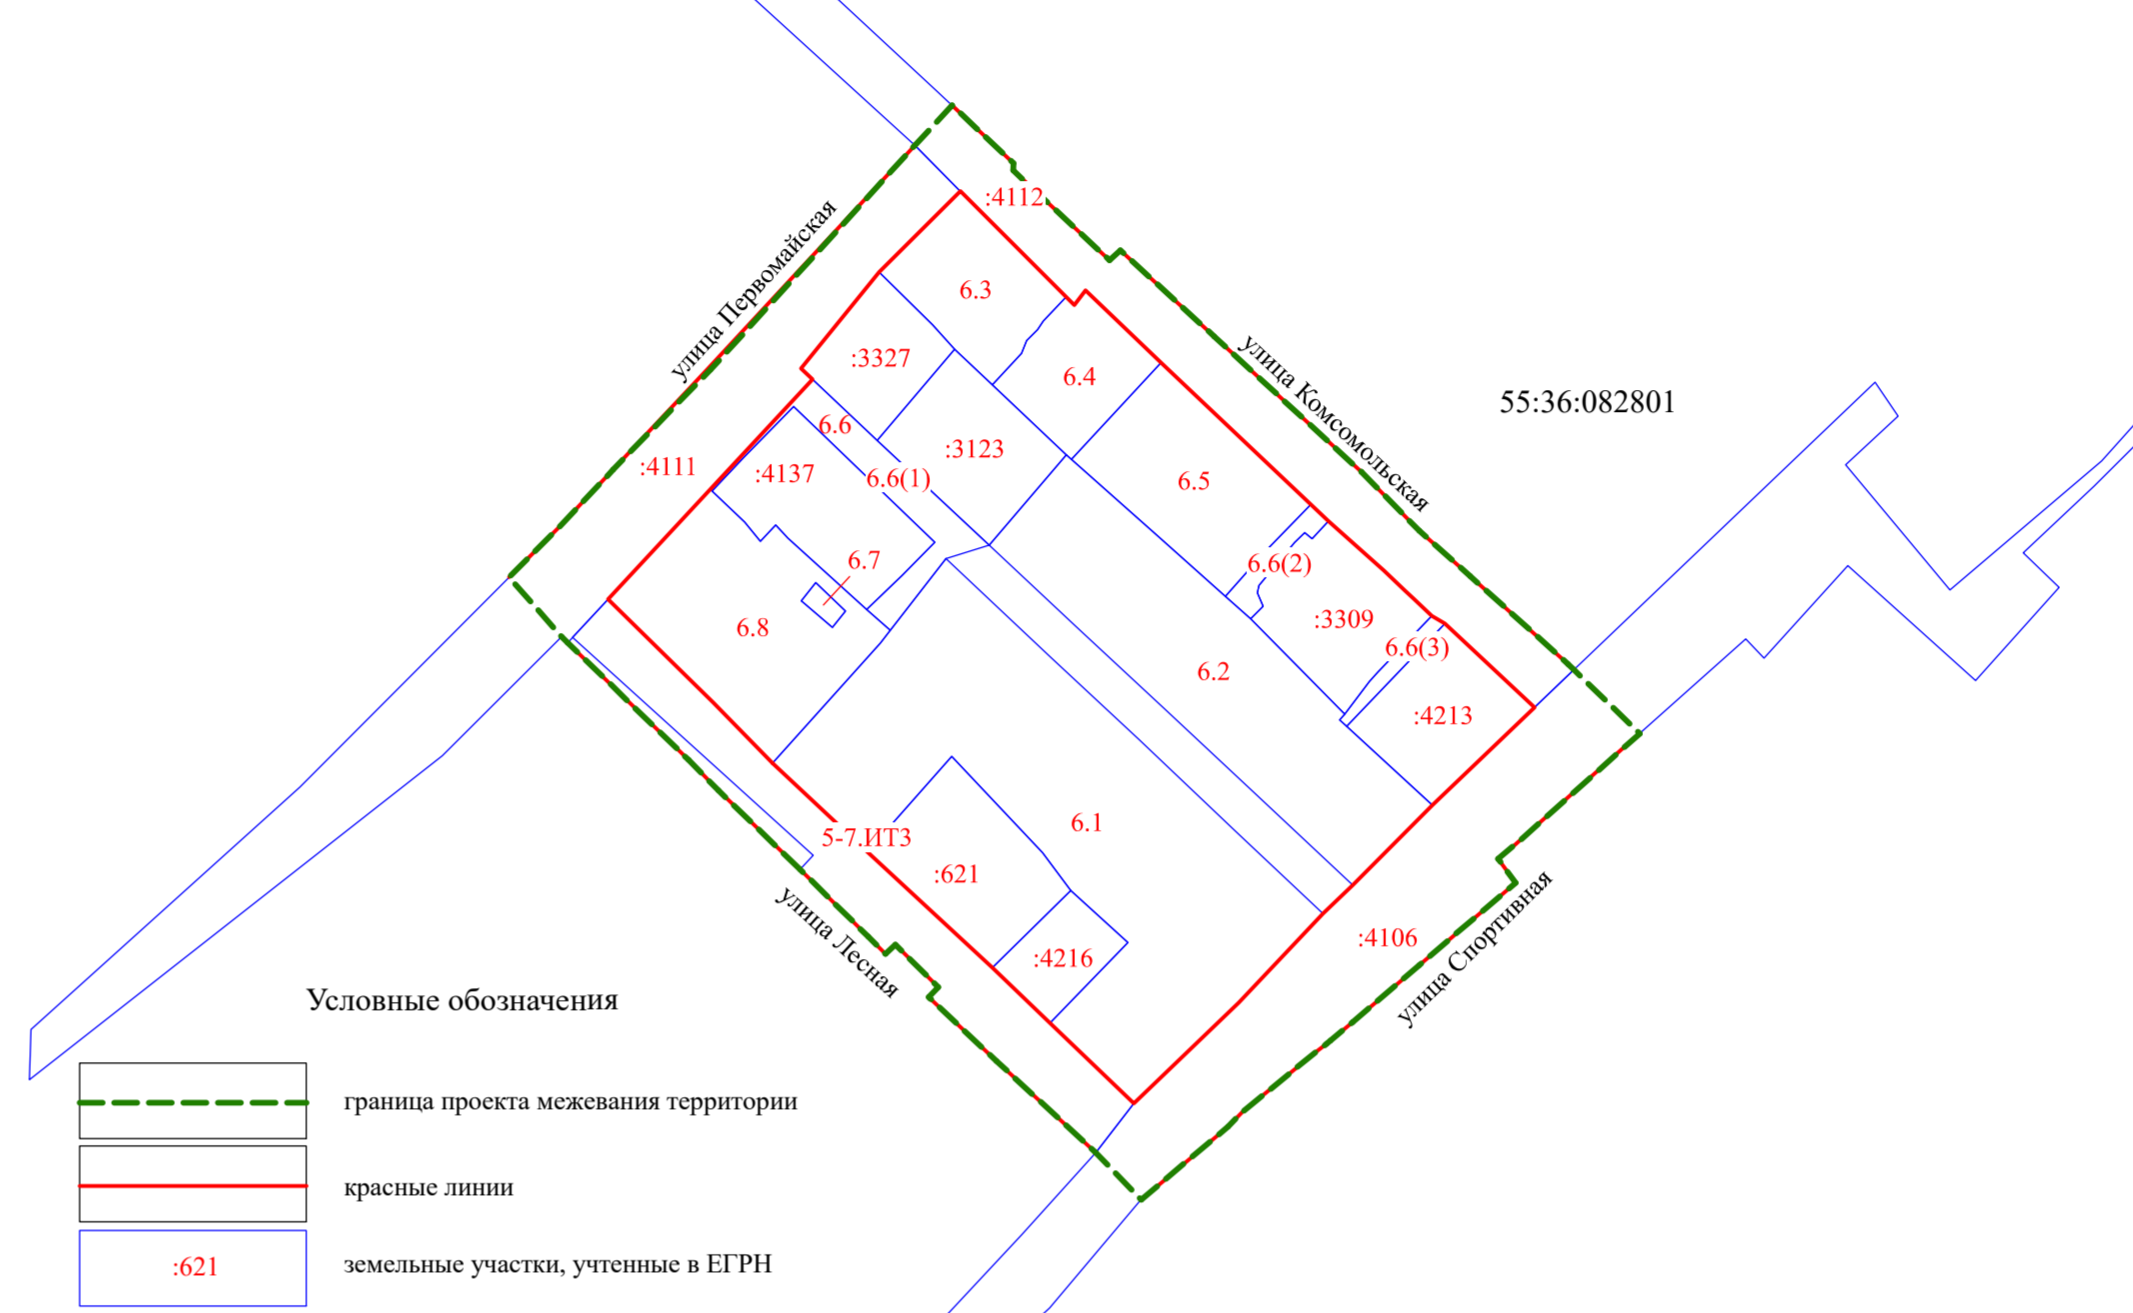 :4112
улица Первомайская
6.3
:3327
улица Комсомольская
6.4
55:36:082801
6.6
:3123
:4111
:4137
6.6(1)
6.5
6.7
6.6(2)
6.8
:3309
6.6(3)
6.2
:4213
6.1
5-7.ИТЗ
:621
улица Лесная
:4106
улица Спортивная
:4216
Условные обозначения
граница проекта межевания территории
красные линии
:621
земельные участки, учтенные в ЕГРН